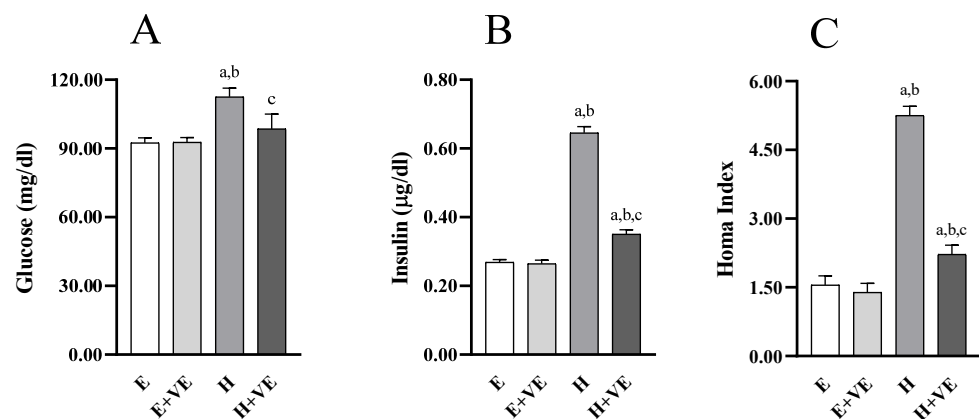 A
Glucose (mg/dl)
120.00
90.00
60.00
30.00
0.00
a,b
c
E
E+VE
H
H+VE
B
Insulin (µg/dl)
0.80
0.60
0.40
0.20
0.00
a,b
a,b,c
E
E+VE
H
H+VE
C
Homa Index
6.00
4.50
3.00
1.50
0.00
a,b
a,b,c
E
E+VE
H
H+VE